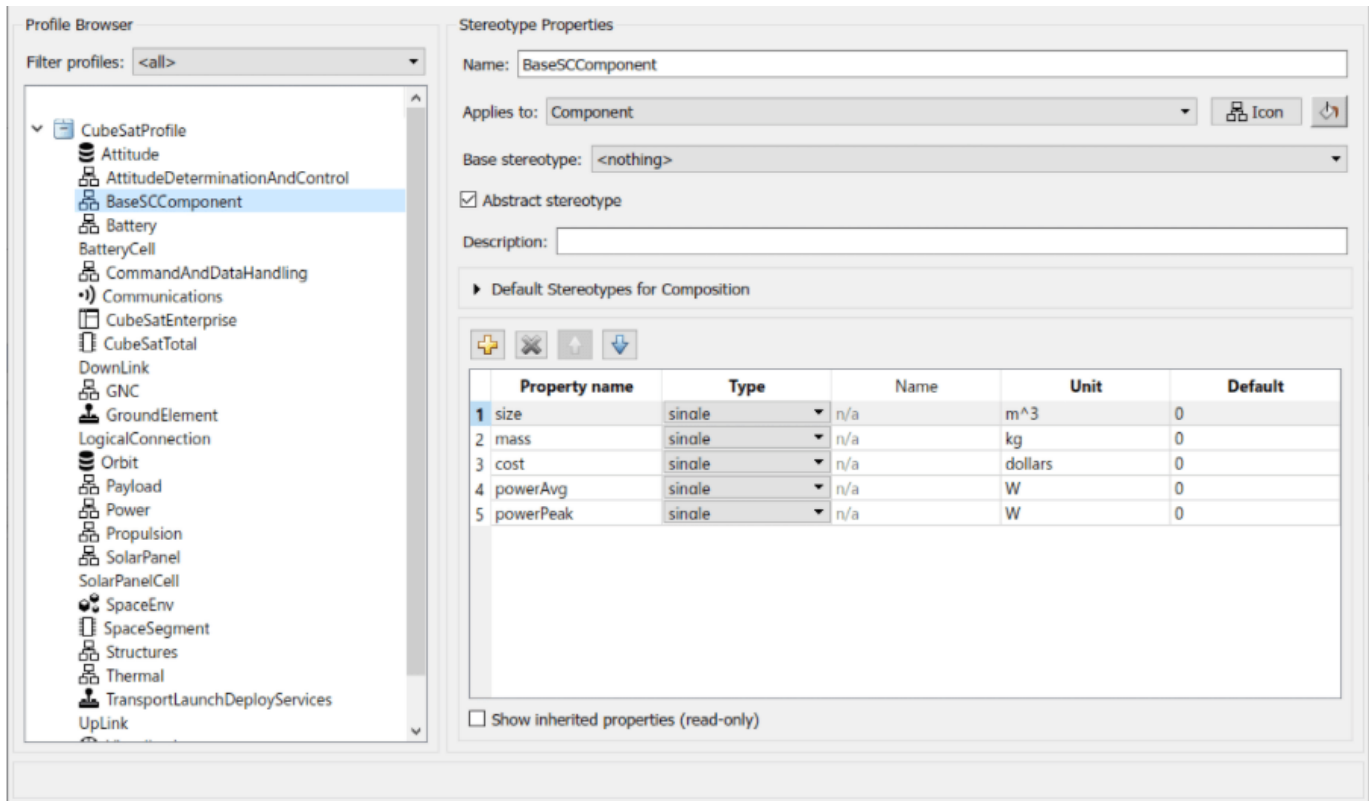 Profile Browser
Filter profiles: <all>
CubeSatProfile
Attitude
AttitudeDeterminationAndControl
BaseSCComponent
Battery
BatteryCell
CommandAndDataHandling
Communications
CubeSatEnterprise
CubeSatTotal
DownLink
GNC
GroundElement
LogicalConnection
Orbit
Payload
Power
Propulsion
SolarPanel
SolarPanelCell
SpaceEnv
SpaceSegment
Structures
Thermal
TransportLaunchDeployServices
UpLink
Stereotype Properties
Name: BaseSCComponent
Applies to: Component Icon
Base stereotype: <nothing>
Abstract stereotype
Description:
Default Stereotypes for Composition
Property name Type Name Unit Default
1 size single n/a m^3 0
2 mass single n/a kg 0
3 cost single n/a dollars 0
4 powerAvg single n/a W 0
5 powerPeak single n/a W 0
Show inherited properties (read-only)